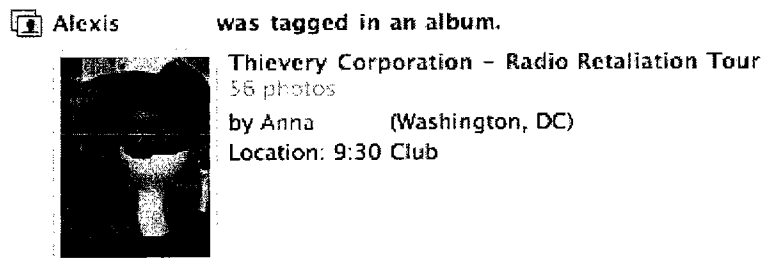 Alexis was tagged in an album.
Thievery Corporation – Radio Retaliation Tour
56 photos
by Anna (Washington, DC)
Location: 9:30 Club